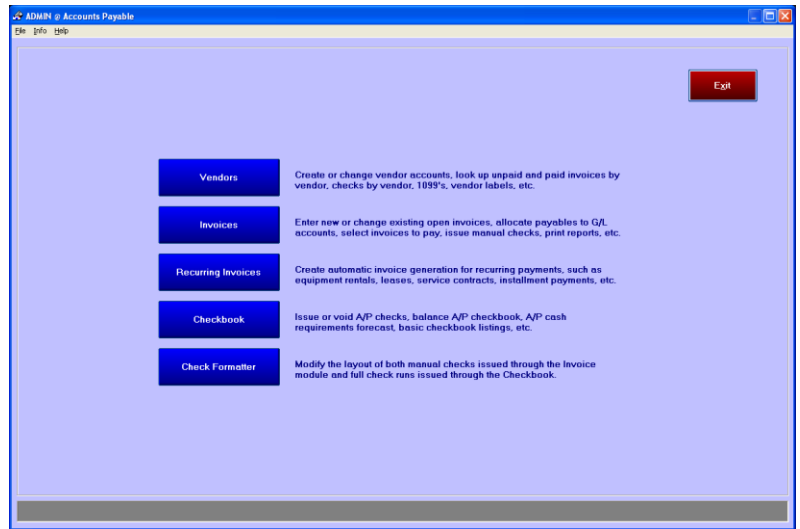 ADMIN @ Accounts Payable
File Info Help
Exit
Vendors
Create or change vendor accounts, look up unpaid and paid invoices by
vendor, checks by vendor, 1099's, vendor labels, etc.
Invoices
Enter new or change existing open invoices, allocate payables to G/L
accounts, select invoices to pay, issue manual checks, print reports, etc.
Recurring Invoices
Create automatic invoice generation for recurring payments, such as
equipment rentals, leases, service contracts, installment payments, etc.
Checkbook
Issue or void A/P checks, balance A/P checkbook, A/P cash
requirements forecast, basic checkbook listings, etc.
Check Formatter
Modify the layout of both manual checks issued through the Invoice
module and full check runs issued through the Checkbook.